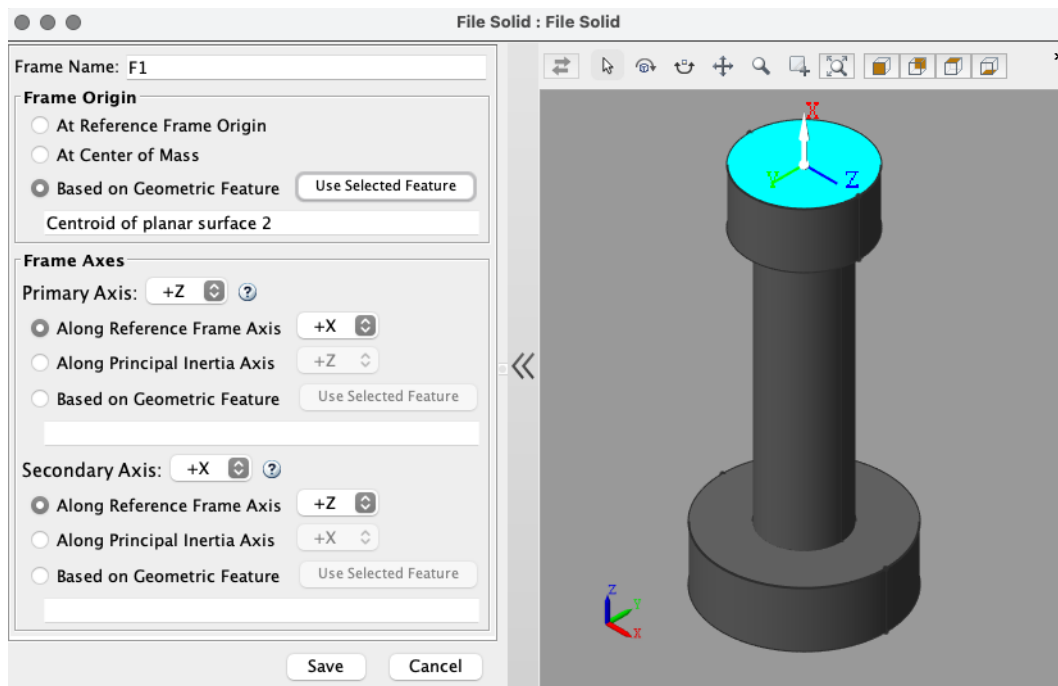 File Solid : File Solid
Frame Name: F1
Frame Origin
At Reference Frame Origin
At Center of Mass
Based on Geometric Feature Use Selected Feature
Centroid of planar surface 2
Frame Axes
Primary Axis: +Z ?
Along Reference Frame Axis +X
Along Principal Inertia Axis +Z
Based on Geometric Feature Use Selected Feature
Secondary Axis: +X ?
Along Reference Frame Axis +Z
Along Principal Inertia Axis +X
Based on Geometric Feature Use Selected Feature
Save Cancel
X
Y Z
Z
Y
X